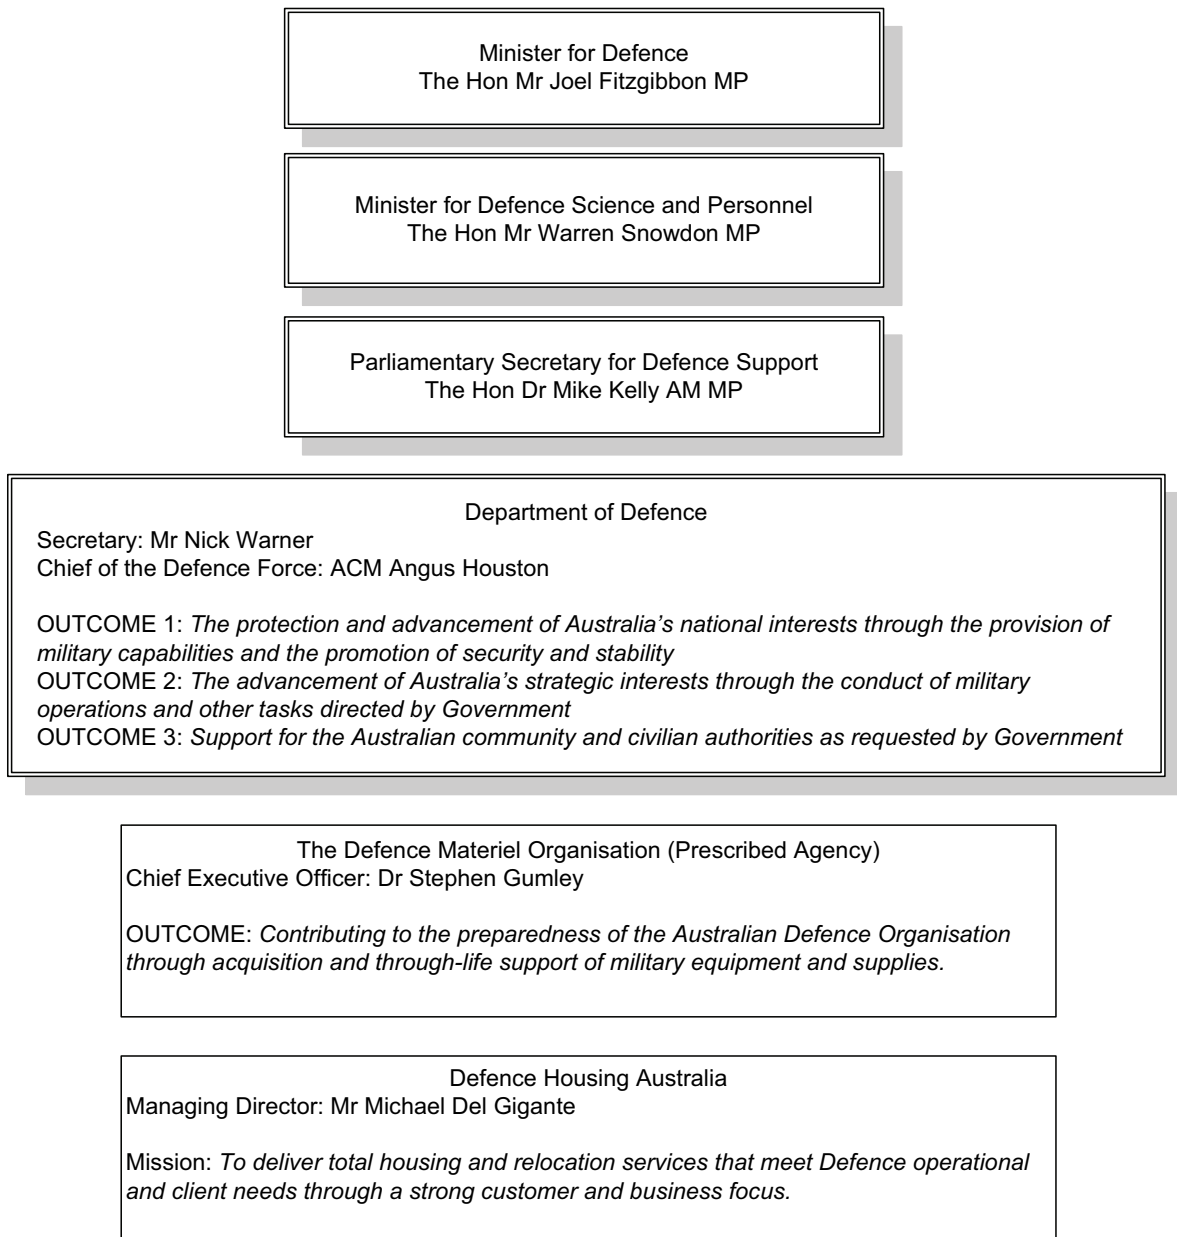 Minister for Defence
The Hon Mr Joel Fitzgibbon MP
Minister for Defence Science and Personnel
The Hon Mr Warren Snowdon MP
Parliamentary Secretary for Defence Support
The Hon Dr Mike Kelly AM MP
Department of Defence
Secretary: Mr Nick Warner
Chief of the Defence Force: ACM Angus Houston
OUTCOME 1: The protection and advancement of Australia’s national interests through the provision of
military capabilities and the promotion of security and stability
OUTCOME 2: The advancement of Australia’s strategic interests through the conduct of military
operations and other tasks directed by Government
OUTCOME 3: Support for the Australian community and civilian authorities as requested by Government
The Defence Materiel Organisation (Prescribed Agency)
Chief Executive Officer: Dr Stephen Gumley
OUTCOME: Contributing to the preparedness of the Australian Defence Organisation
through acquisition and through-life support of military equipment and supplies.
Defence Housing Australia
Managing Director: Mr Michael Del Gigante
Mission: To deliver total housing and relocation services that meet Defence operational
and client needs through a strong customer and business focus.